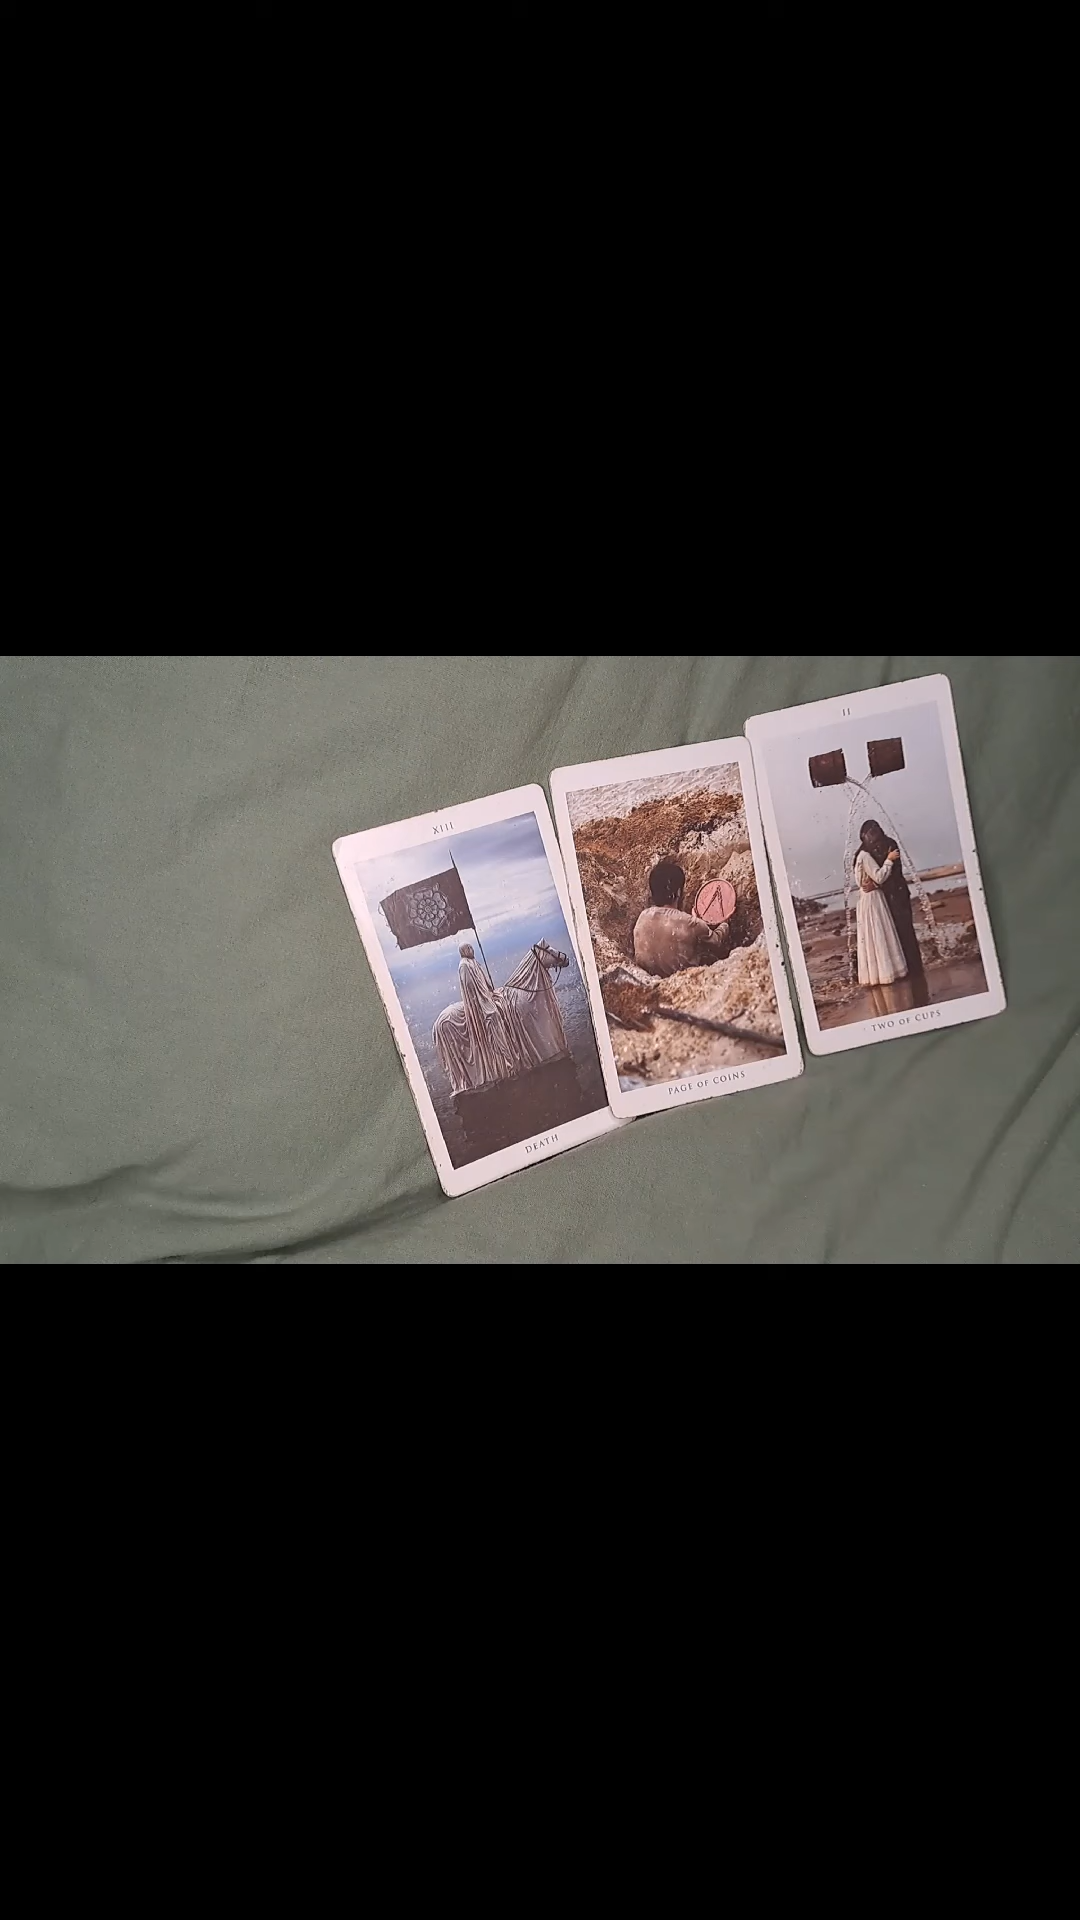 XIII
DEATH
PAGE OF COINS
II
TWO OF CUPS